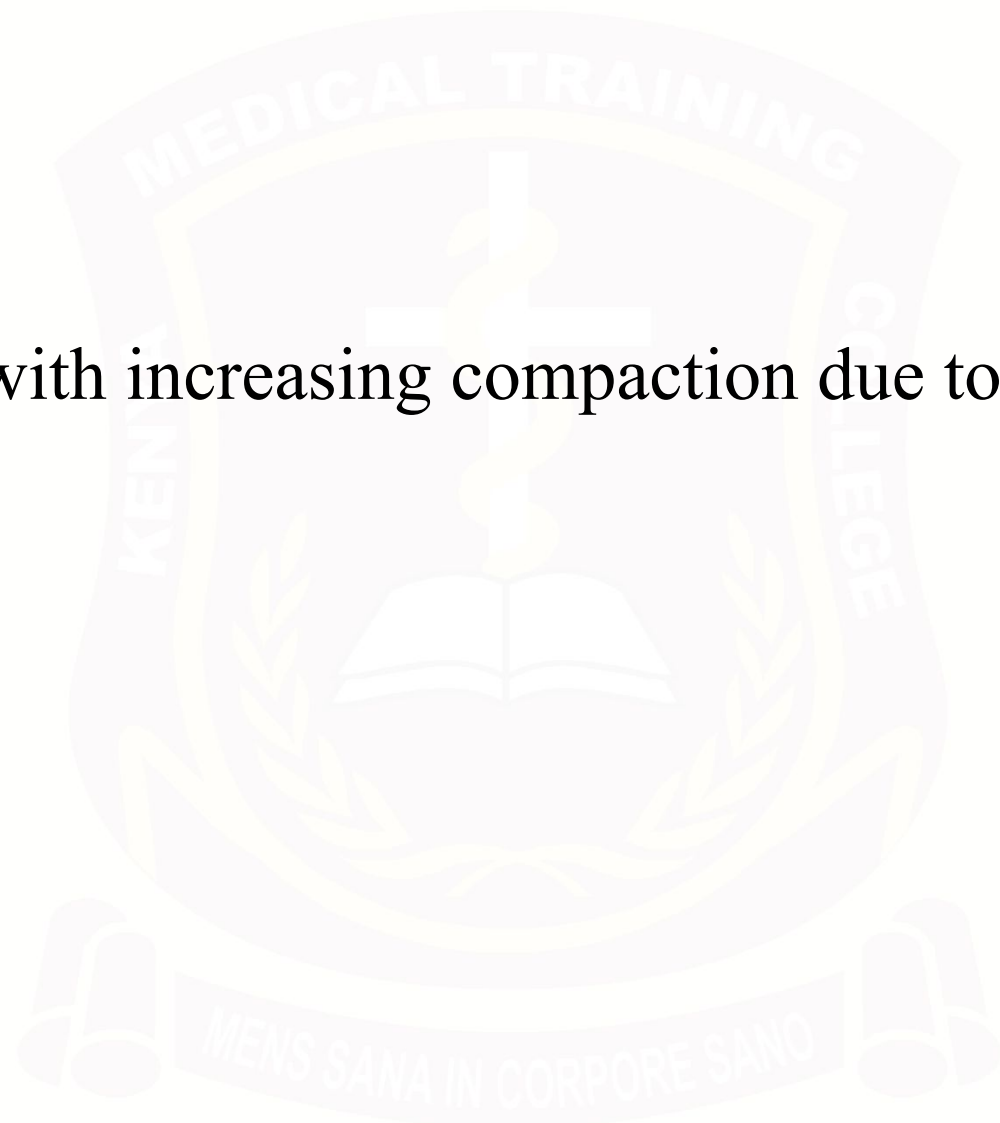 MEDICAL TRAINING
KENYA
COLLEGE
with increasing compaction due to
MENS SANA IN CORPORE SANO